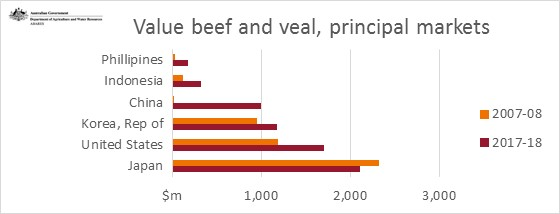 Australian Government
Department of Agriculture and Water Resources
ABARES
Value beef and veal, principal markets
Phillipines
Indonesia
China
Korea, Rep of
United States
Japan
$m
1,000
2,000
3,000
2007-08
2017-18